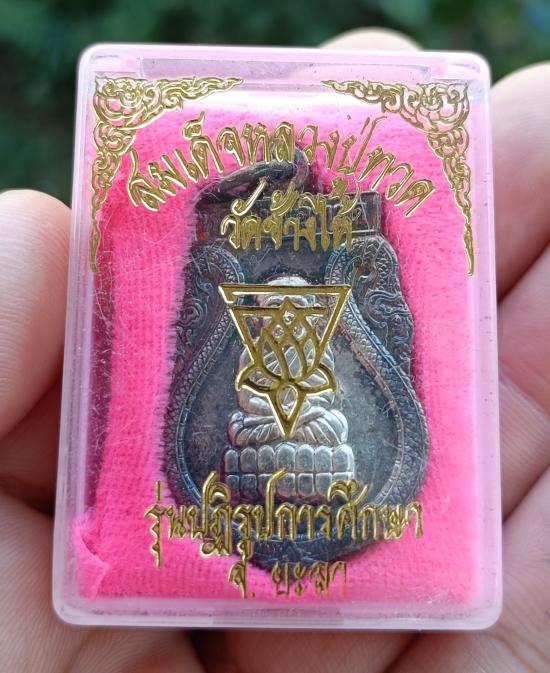 สมเด็จหลวงปู่ทวด
วัดช้างให้
รุ่นปฏิรูปการศึกษา
จ. ยะลา